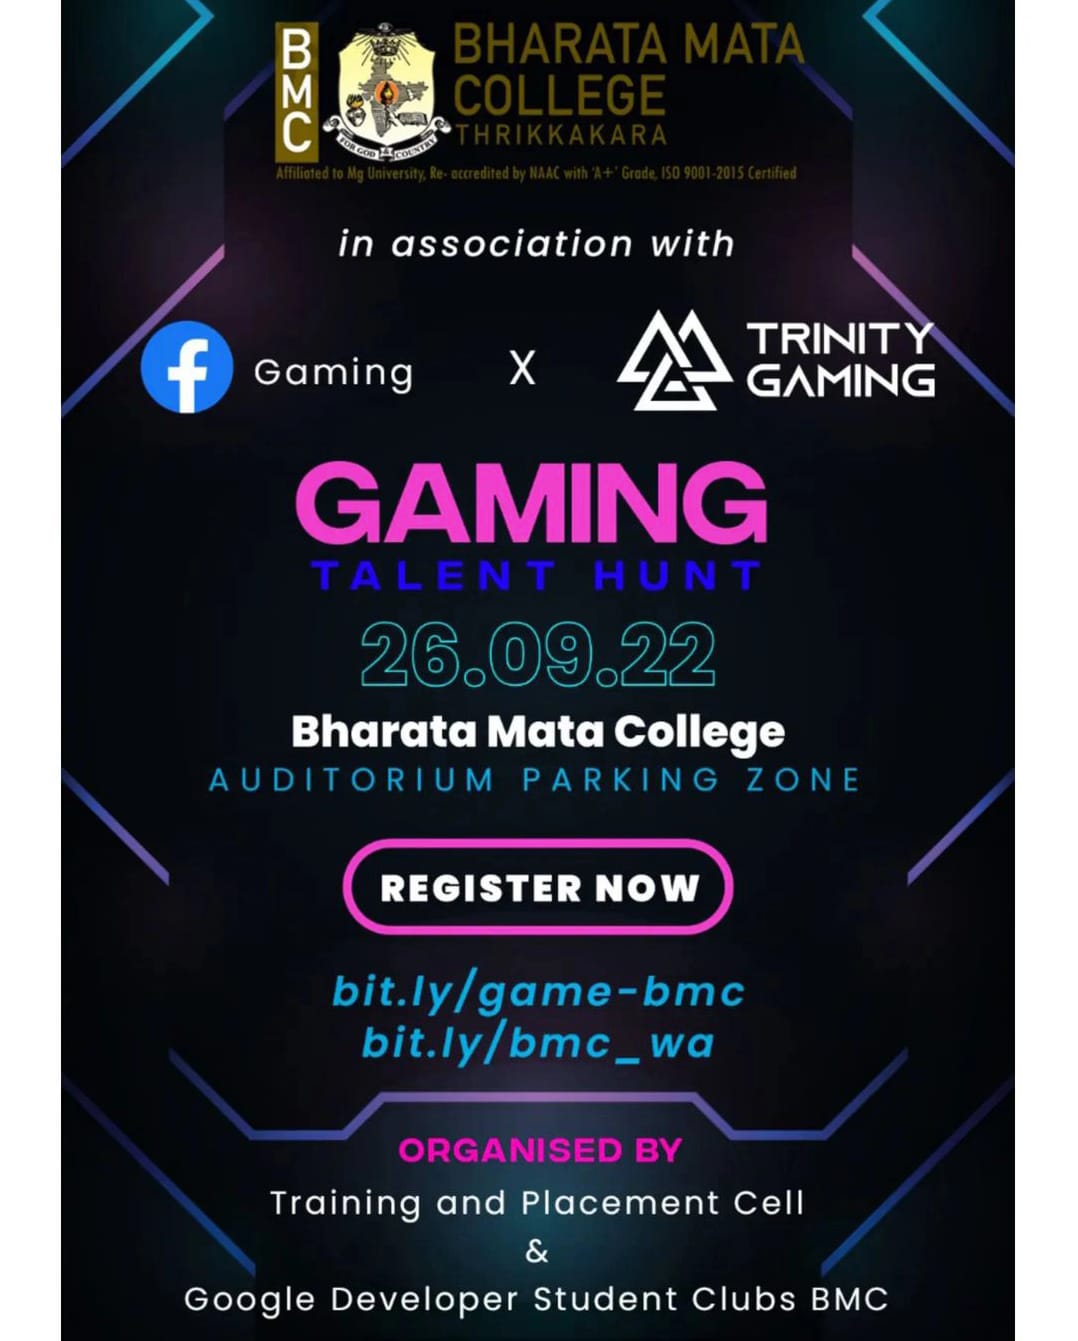 BMC
BHARATA MATA
COLLEGE
THRIKKAKARA
FOR GOD & COUNTRY
Affiliated to Mg University, Re- accredited by NAAC with 'A+' Grade, ISO 9001-2015 Certified
in association with
f Gaming X TRINITY GAMING
GAMING
TALENT HUNT
26.09.22
Bharata Mata College
AUDITORIUM PARKING ZONE
REGISTER NOW
bit.ly/game-bmc
bit.ly/bmc_wa
ORGANISED BY
Training and Placement Cell
&
Google Developer Student Clubs BMC